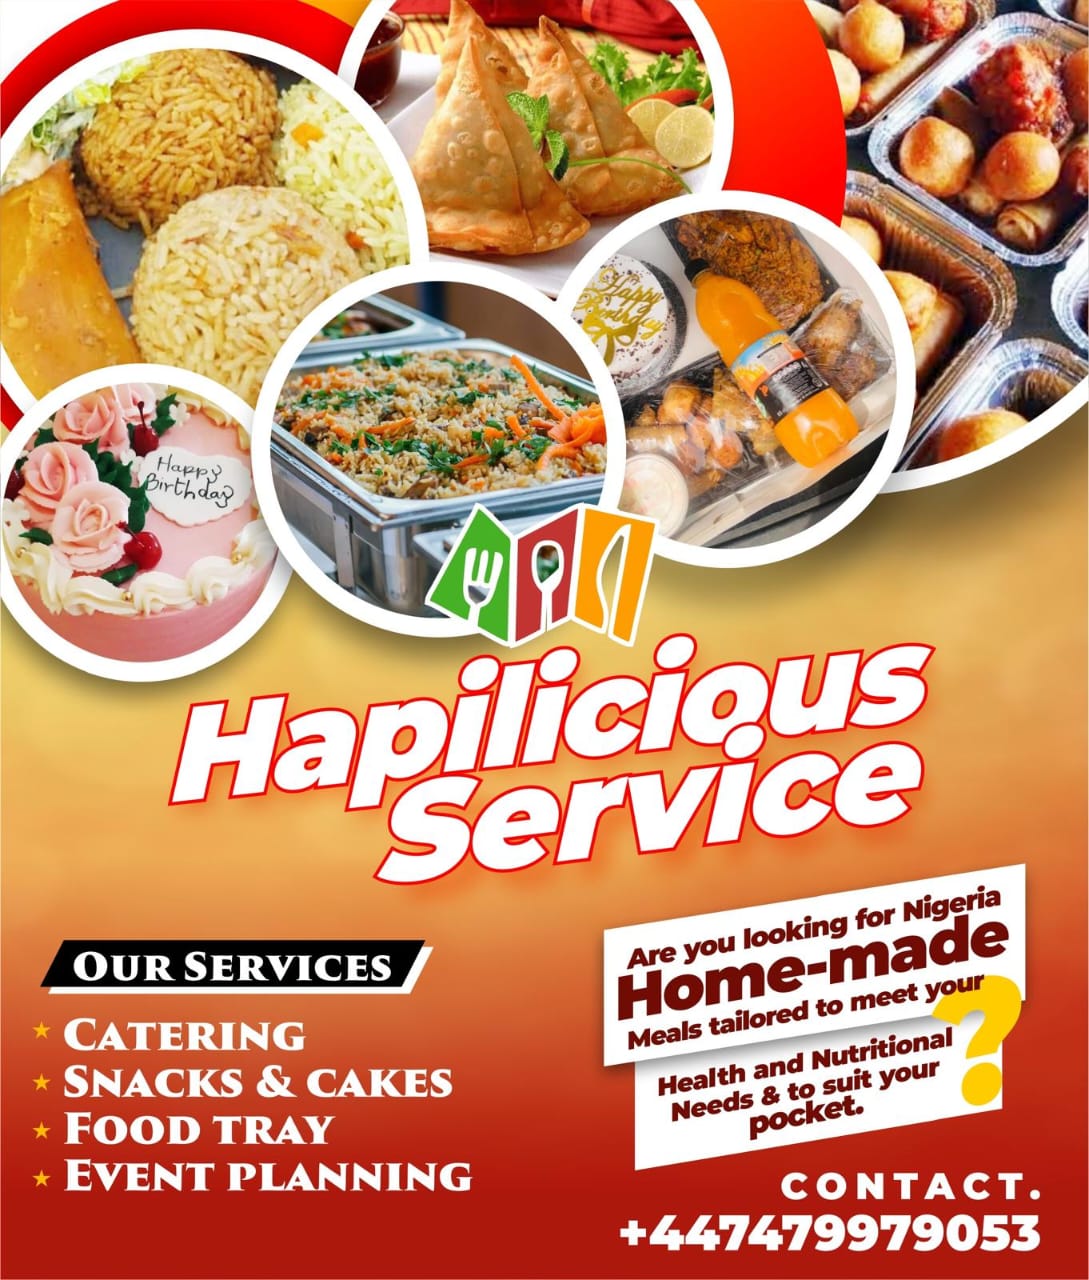 Happy
Birthday
Happy
Birthday
Hapilicious
Service
OUR SERVICES
CATERING
SNACKS & CAKES
FOOD TRAY
EVENT PLANNING
Are you looking for Nigeria
Home-made
Meals tailored to meet your
Health and Nutritional
Needs & to suit your
pocket.
?
CONTACT.
+447479979053